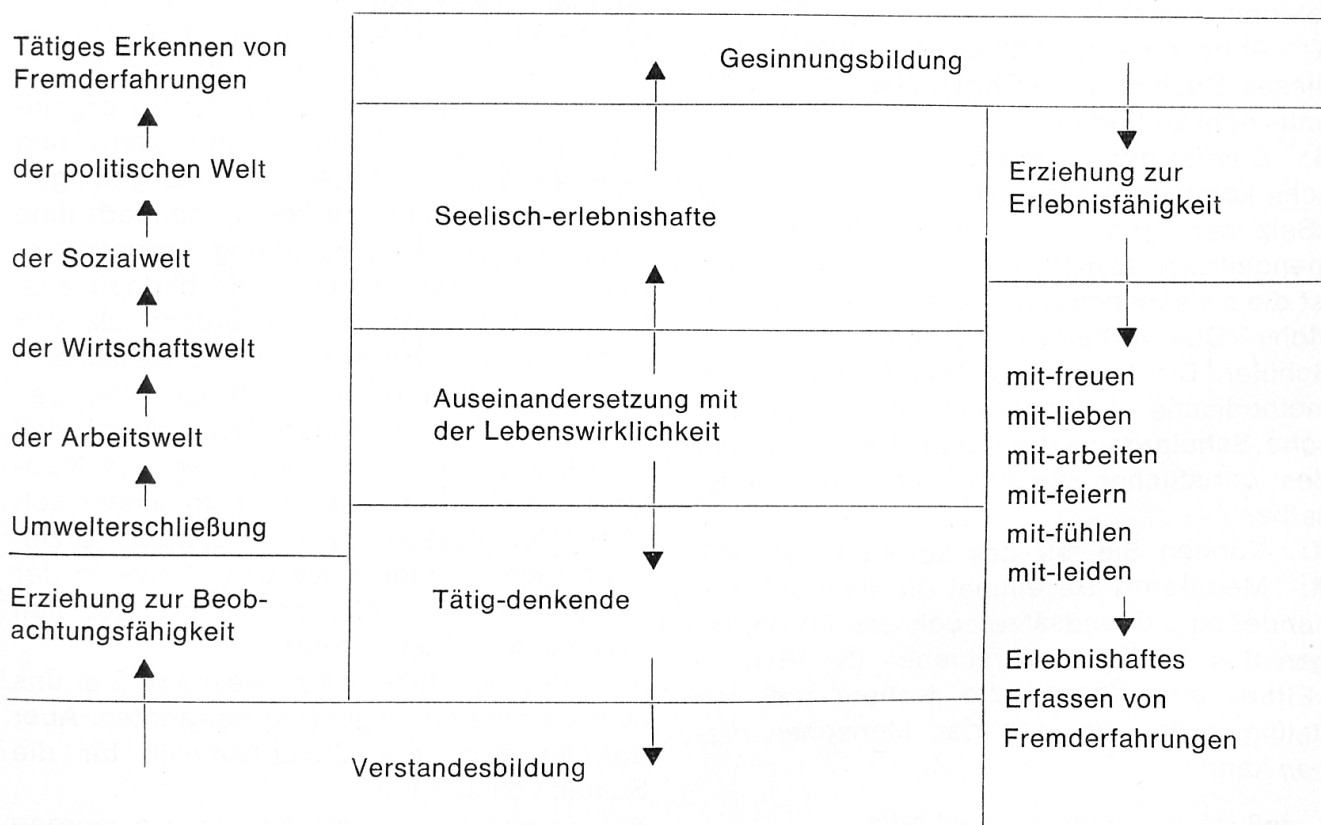 Tätiges Erkennen von
Fremderfahrungen
der politischen Welt
der Sozialwelt
der Wirtschaftswelt
der Arbeitswelt
Umwelterschließung
Erziehung zur Beob-
achtungsfähigkeit
Gesinnungsbildung
Seelisch-erlebnishafte
Auseinandersetzung mit
der Lebenswirklichkeit
Tätig-denkende
Verstandesbildung
Erziehung zur
Erlebnisfähigkeit
mit-freuen
mit-lieben
mit-arbeiten
mit-feiern
mit-fühlen
mit-leiden
Erlebnishaftes
Erfassen von
Fremderfahrungen